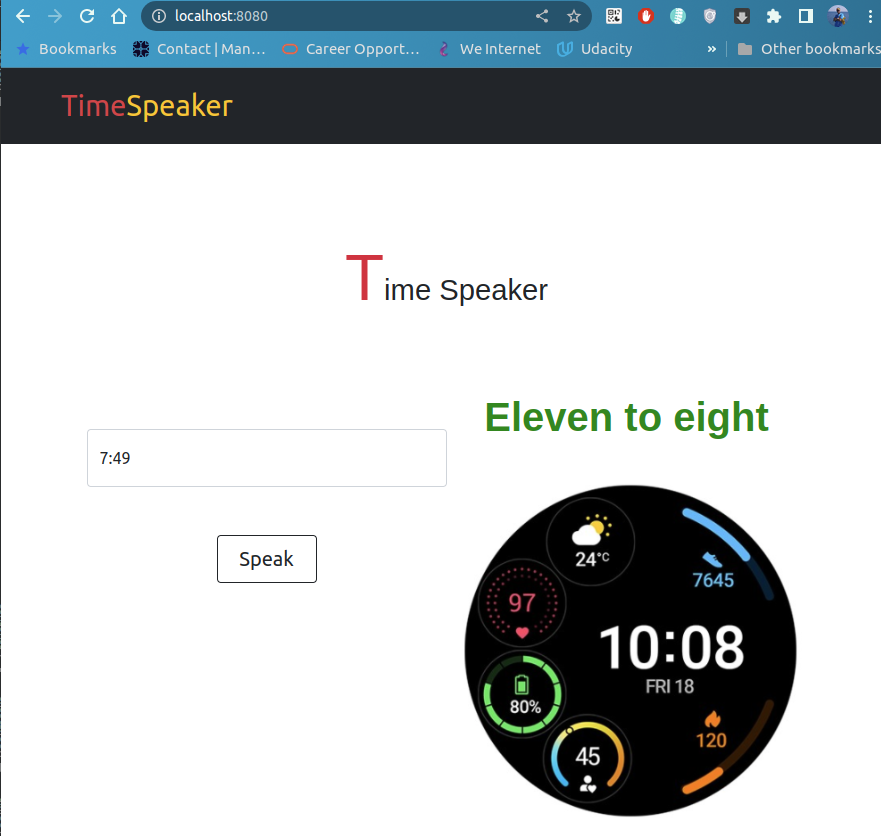 localhost:8080
Bookmarks Contact | Man... Career Opport... We Internet Udacity » Other bookmarks
TimeSpeaker
Time Speaker
Eleven to eight
7:49
Speak
24°C
7645
97
10:08
FRI 18
80%
120
45